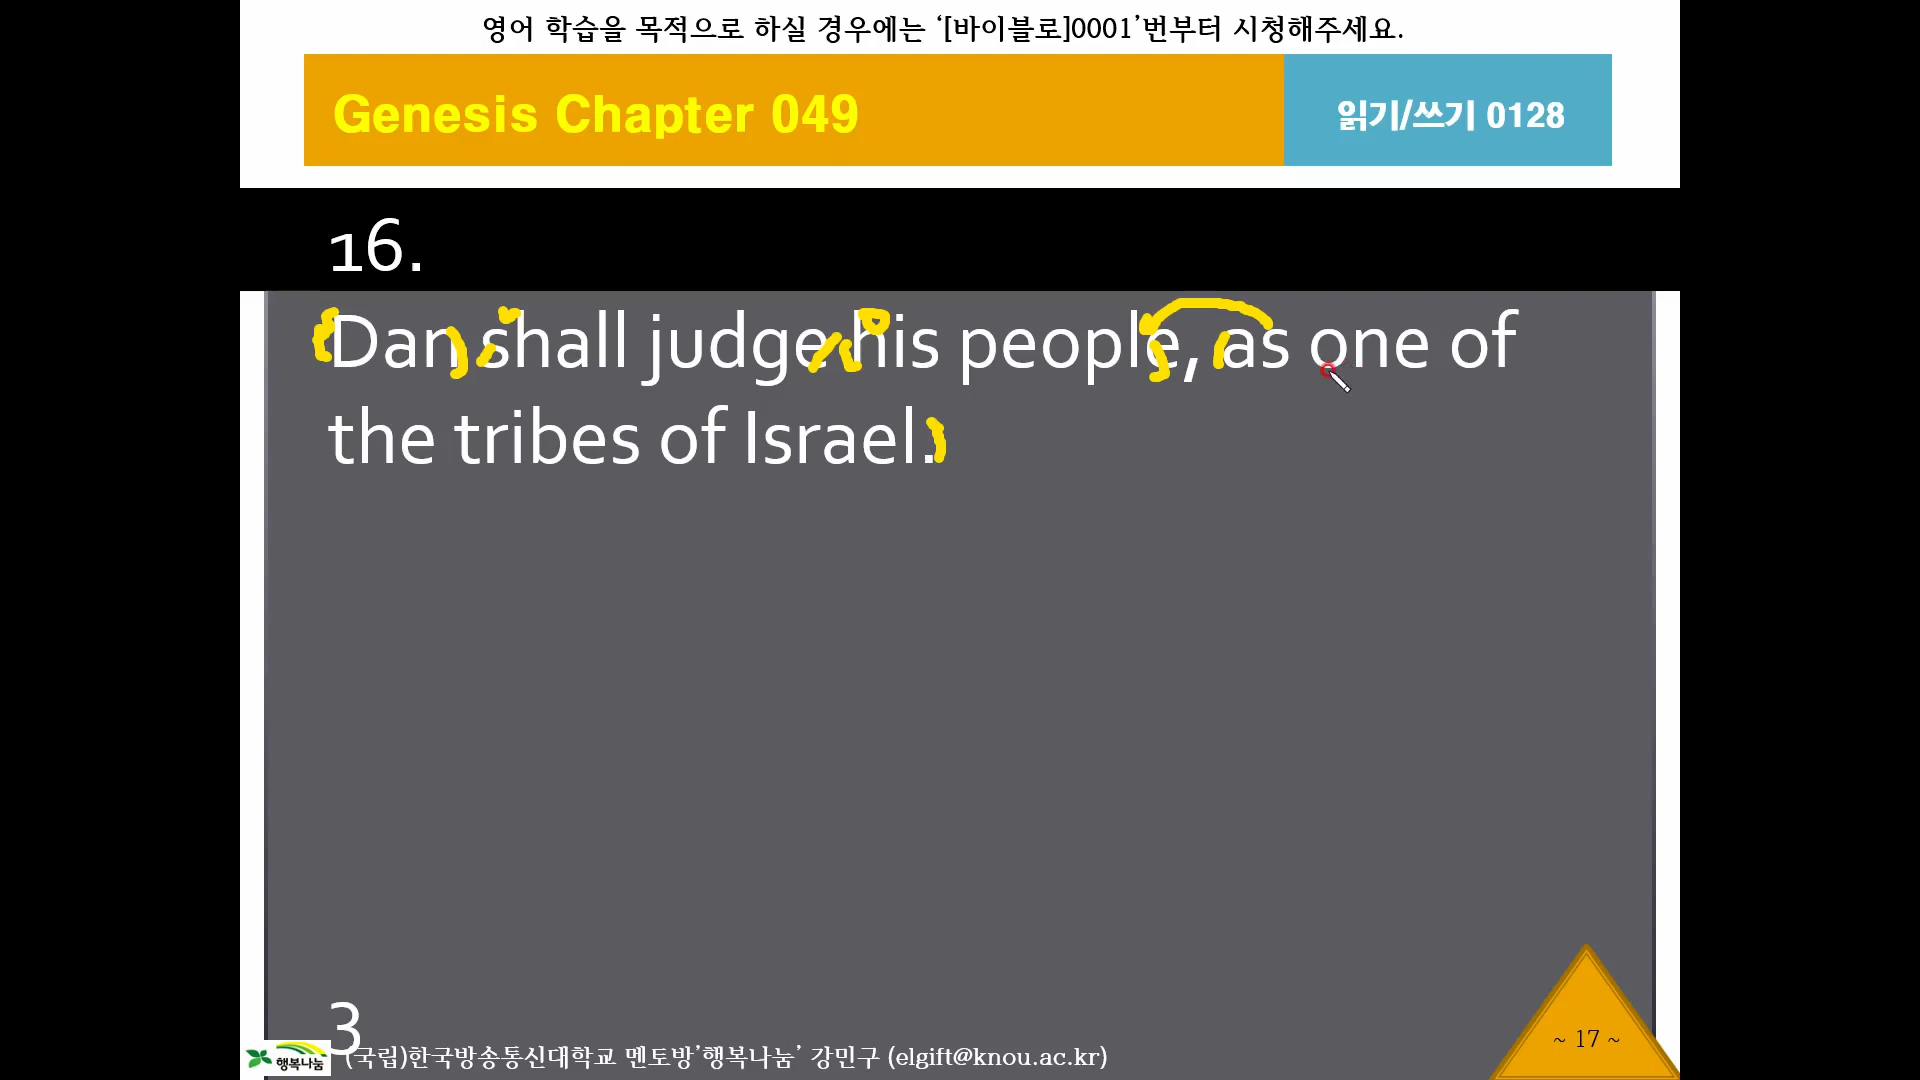 영어 학습을 목적으로 하실 경우에는 ‘[바이블로]0001’번부터 시청해주세요.
Genesis Chapter 049
읽기/쓰기 0128
16.
Dan shall judge his people, as one of
the tribes of Israel.
3
행복나눔
(국립)한국방송통신대학교 멘토방’행복나눔’ 강민구 (elgift@knou.ac.kr)
~ 17 ~